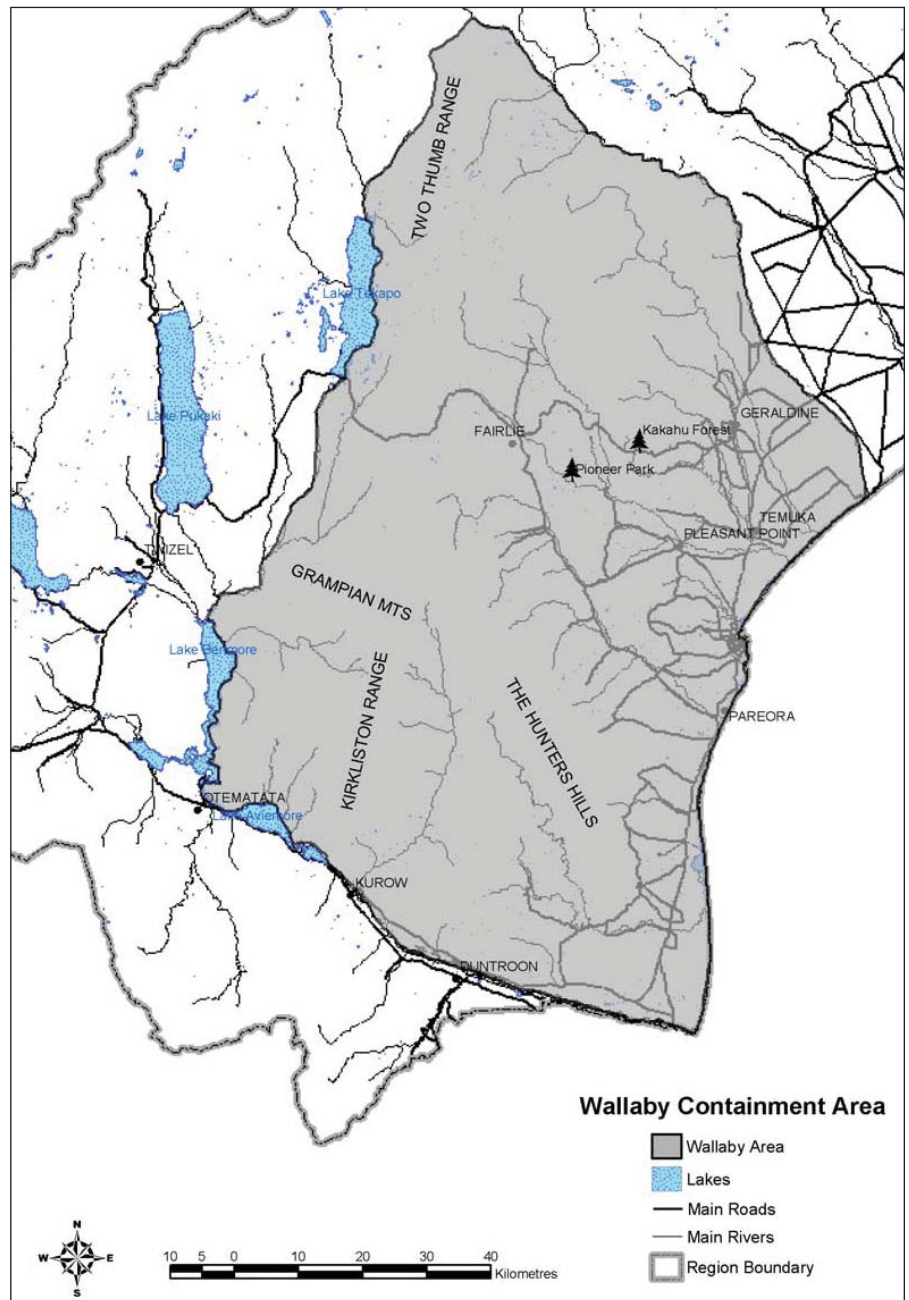 TWO THUMB RANGE
Lake Tekapo
Lake Pukaki
GERALDINE
Kakahu Forest
FAIRLIE
Pioneer Park
TEMUKA
PLEASANT POINT
TWIZEL
GRAMPIAN MTS
Lake Benmore
KIRKLISTON RANGE
THE HUNTERS HILLS
PAREORA
OTEMATATA
Lake Aviemore
KUROW
DUNTROON
Wallaby Containment Area
Wallaby Area
Lakes
Main Roads
Main Rivers
Region Boundary
N
W E
S
10 5 0 10 20 30 40
Kilometres